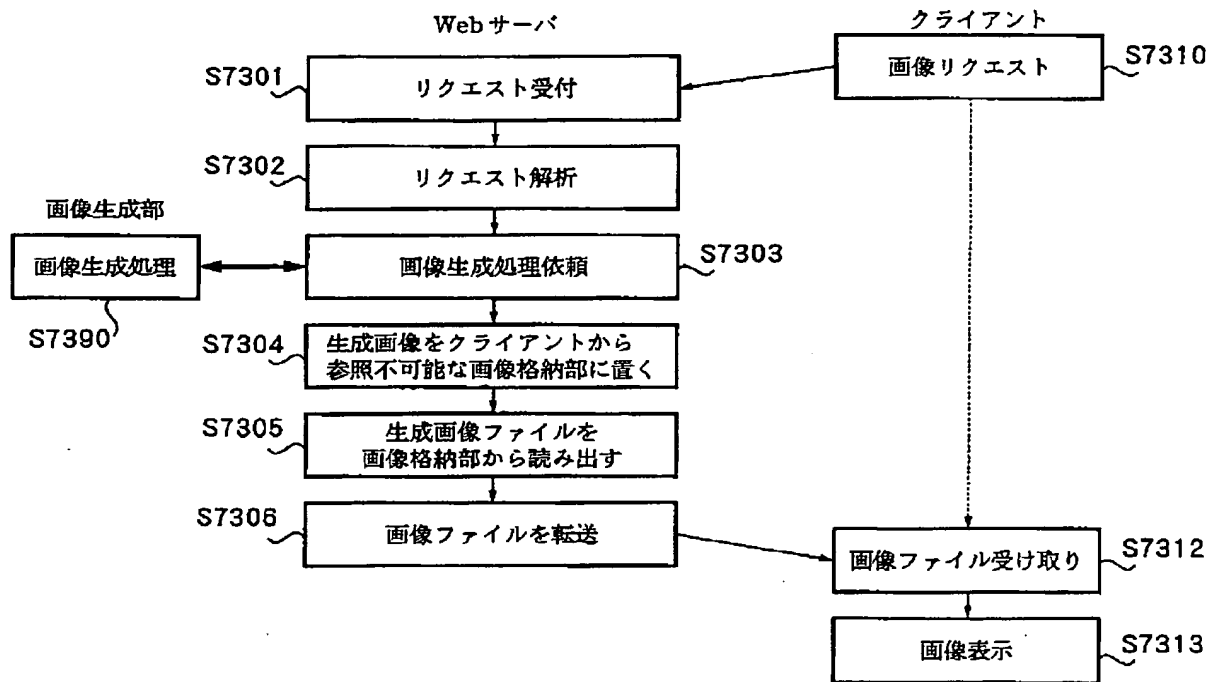 Webサーバ
クライアント
S7301
リクエスト受付
画像リクエスト
S7310
S7302
リクエスト解析
画像生成部
画像生成処理
S7390
画像生成処理依頼
S7303
S7304
生成画像をクライアントから
参照不可能な画像格納部に置く
S7305
生成画像ファイルを
画像格納部から読み出す
S7306
画像ファイルを転送
画像ファイル受け取り
S7312
画像表示
S7313